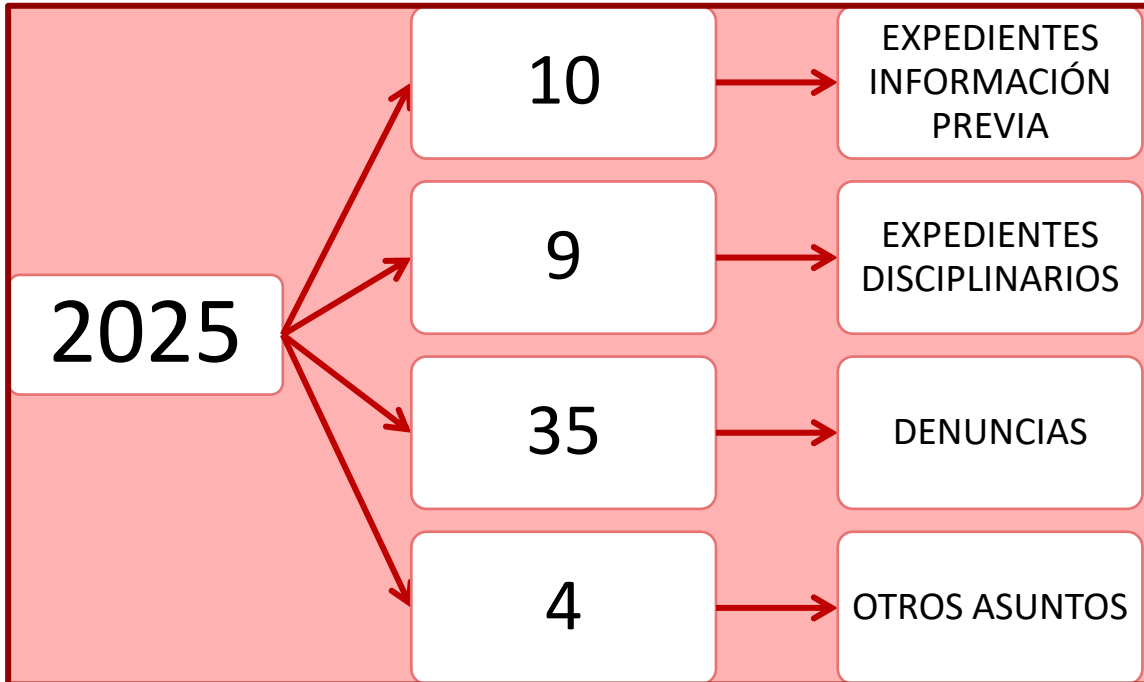 2025
10
EXPEDIENTES
INFORMACIÓN
PREVIA
9
EXPEDIENTES
DISCIPLINARIOS
35
DENUNCIAS
4
OTROS ASUNTOS